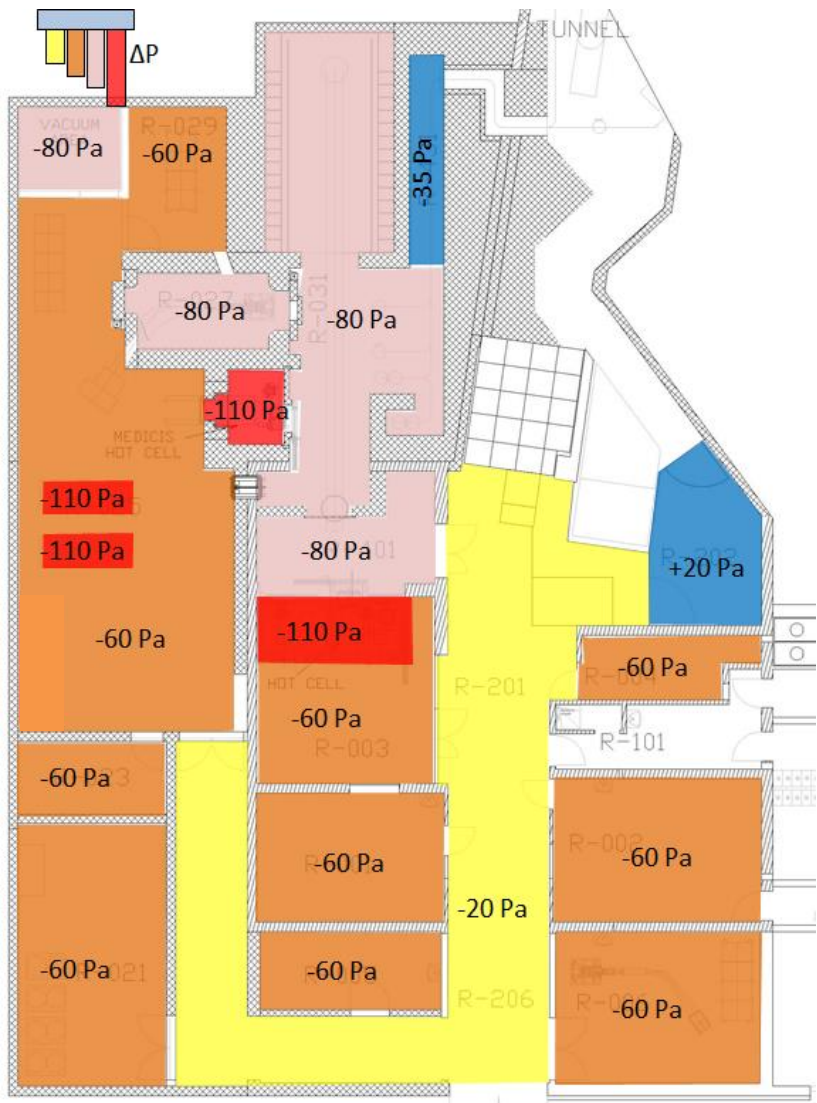 ΔP
TUNNEL
VACUUM
R-029
-80 Pa
-60 Pa
-35 Pa
R-027
-80 Pa
R-031
-80 Pa
-110 Pa
MEDICIS
HOT CELL
-110 Pa
-110 Pa
-80 Pa
R-202
+20 Pa
-60 Pa
-110 Pa
HOT CELL
-60 Pa
R-003
R-201
-60 Pa
R-004
R-101
-60 Pa
-60 Pa
R-002
-60 Pa
-20 Pa
-60 Pa
R-021
-60 Pa
R-206
-60 Pa